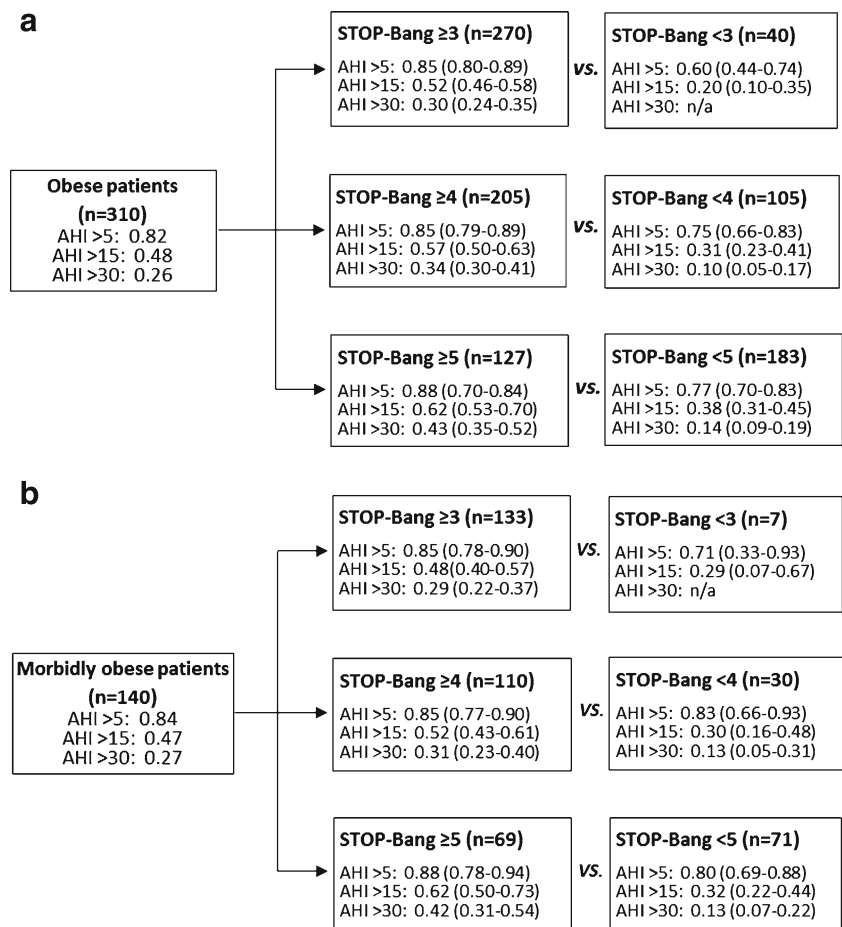 a
Obese patients
(n=310)
AHI >5: 0.82
AHI >15: 0.48
AHI >30: 0.26
STOP-Bang ≥3 (n=270)
AHI >5: 0.85 (0.80-0.89)
AHI >15: 0.52 (0.46-0.58)
AHI >30: 0.30 (0.24-0.35)
vs.
STOP-Bang <3 (n=40)
AHI >5: 0.60 (0.44-0.74)
AHI >15: 0.20 (0.10-0.35)
AHI >30: n/a
STOP-Bang ≥4 (n=205)
AHI >5: 0.85 (0.79-0.89)
AHI >15: 0.57 (0.50-0.63)
AHI >30: 0.34 (0.30-0.41)
vs.
STOP-Bang <4 (n=105)
AHI >5: 0.75 (0.66-0.83)
AHI >15: 0.31 (0.23-0.41)
AHI >30: 0.10 (0.05-0.17)
STOP-Bang ≥5 (n=127)
AHI >5: 0.88 (0.70-0.84)
AHI >15: 0.62 (0.53-0.70)
AHI >30: 0.43 (0.35-0.52)
vs.
STOP-Bang <5 (n=183)
AHI >5: 0.77 (0.70-0.83)
AHI >15: 0.38 (0.31-0.45)
AHI >30: 0.14 (0.09-0.19)
b
Morbidly obese patients
(n=140)
AHI >5: 0.84
AHI >15: 0.47
AHI >30: 0.27
STOP-Bang ≥3 (n=133)
AHI >5: 0.85 (0.78-0.90)
AHI >15: 0.48(0.40-0.57)
AHI >30: 0.29 (0.22-0.37)
VS.
STOP-Bang <3 (n=7)
AHI >5: 0.71 (0.33-0.93)
AHI >15: 0.29 (0.07-0.67)
AHI >30: n/a
STOP-Bang ≥4 (n=110)
AHI >5: 0.85 (0.77-0.90)
AHI >15: 0.52 (0.43-0.61)
AHI >30: 0.31 (0.23-0.40)
VS.
STOP-Bang <4 (n=30)
AHI >5: 0.83 (0.66-0.93)
AHI >15: 0.30 (0.16-0.48)
AHI >30: 0.13 (0.05-0.31)
STOP-Bang ≥5 (n=69)
AHI >5: 0.88 (0.78-0.94)
AHI >15: 0.62 (0.50-0.73)
AHI >30: 0.42 (0.31-0.54)
VS.
STOP-Bang <5 (n=71)
AHI >5: 0.80 (0.69-0.88)
AHI >15: 0.32 (0.22-0.44)
AHI >30: 0.13 (0.07-0.22)